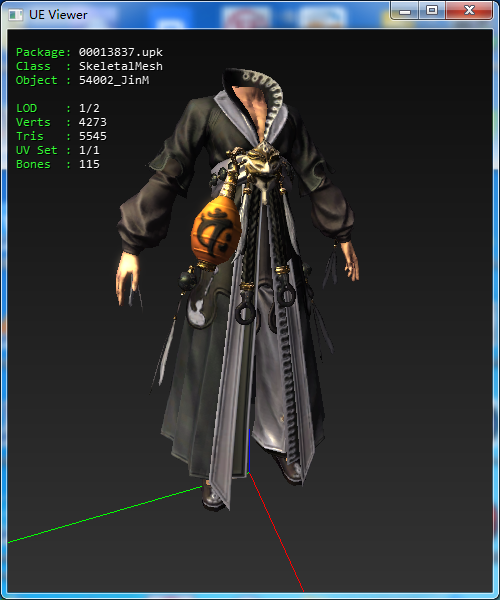 UE Viewer
Package: 00013837.upk
Class : SkeletalMesh
Object : 54002_JinM
LOD : 1/2
Verts : 4273
Tris : 5545
UV Set : 1/1
Bones : 115